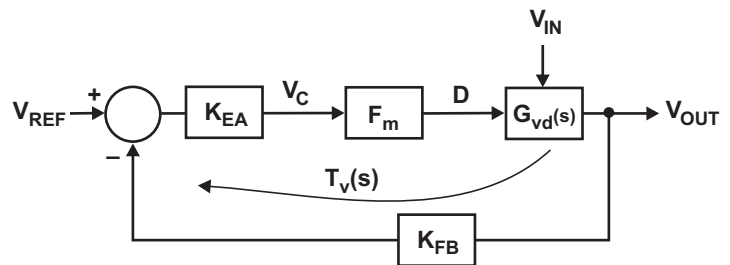 V_IN
V_REF
+
–
K_EA
V_C
F_m
D
G_vd(s)
V_OUT
T_v(s)
K_FB